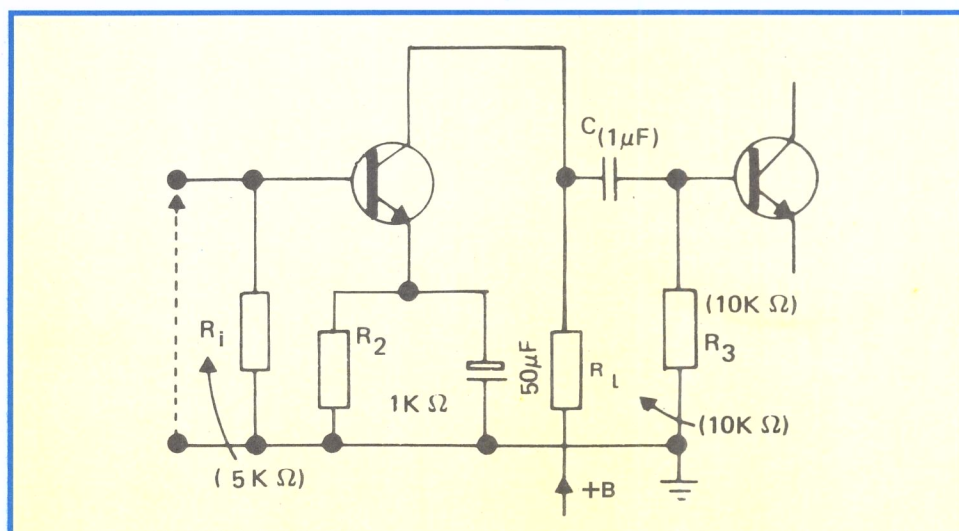 C(1μF)
Ri
R2
1K Ω
50μF
RL
(10K Ω)
R3
(10K Ω)
(5K Ω)
+B